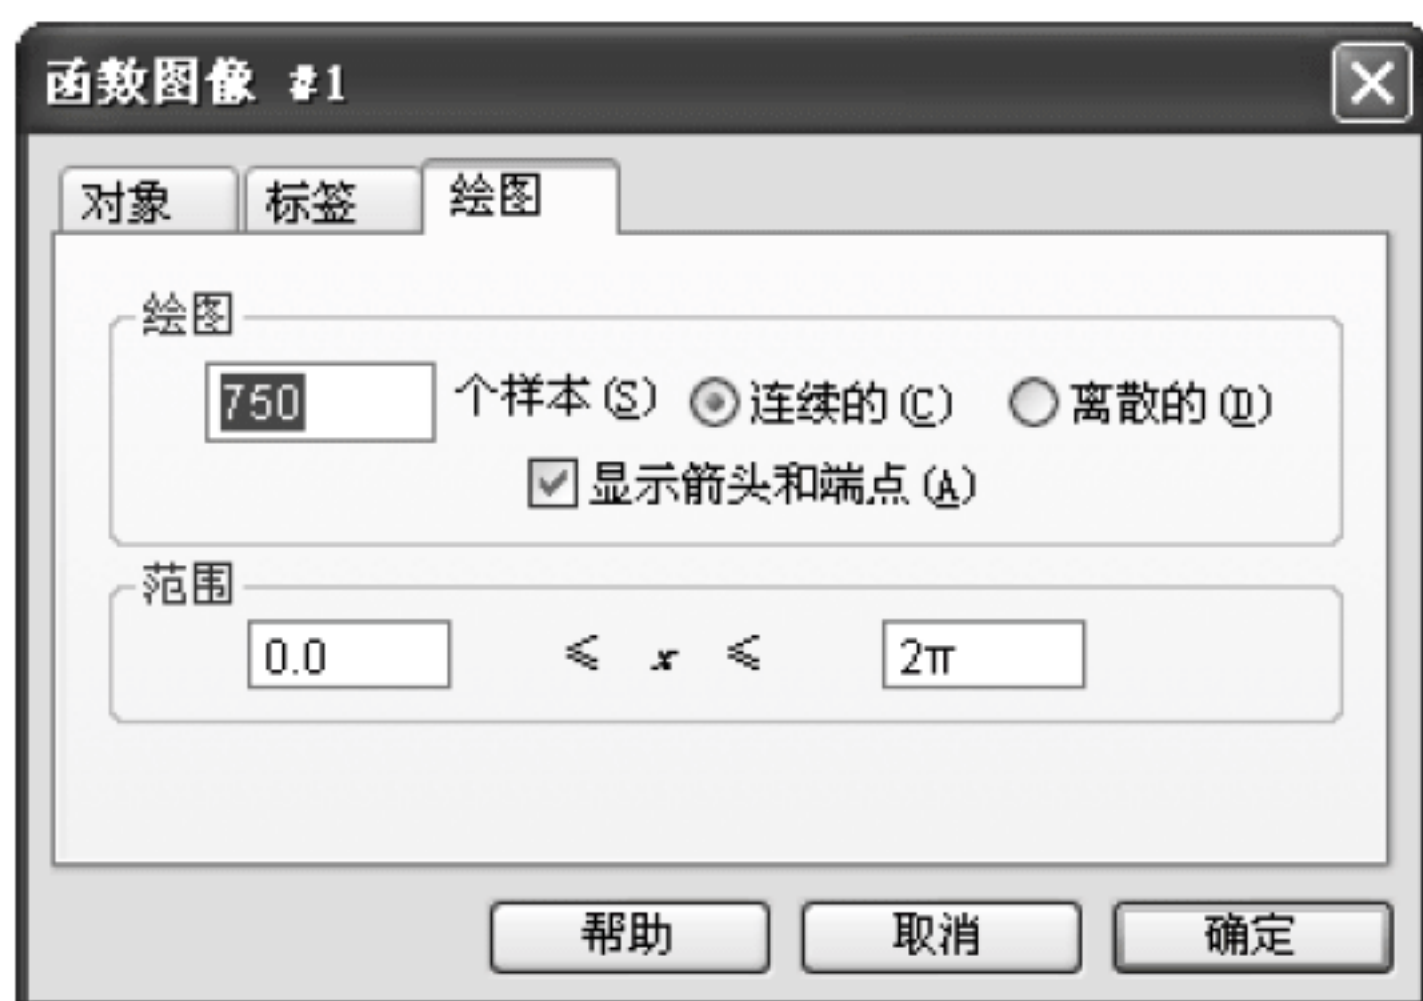 函数图像 #1
对象 标签 绘图
绘图
750 个样本(S) 连续的(C) 离散的(D)
显示箭头和端点(A)
范围
0.0 ≤ x ≤ 2π
帮助 取消 确定